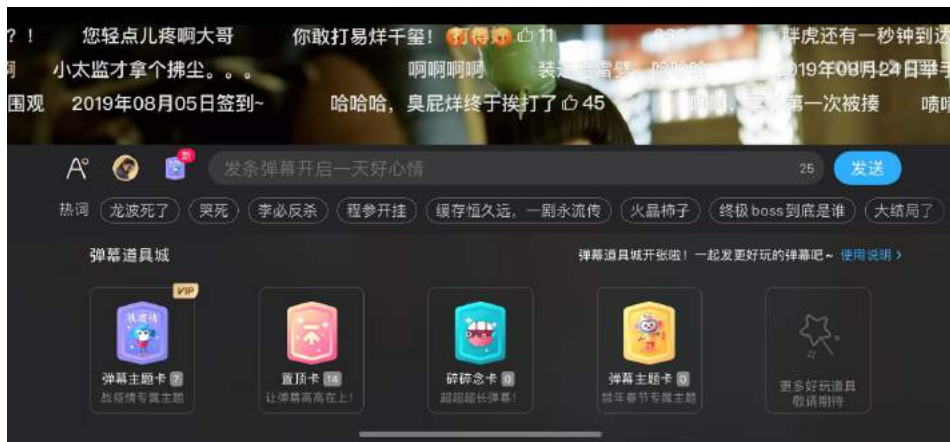 ？！ 您轻点儿疼啊大哥 你敢打易烊千玺！ 打得好 11 胖虎还有一秒钟到达
小太监才拿个拂尘。。。 啊啊啊啊 2019年08月24日举手
围观 2019年08月05日签到~ 哈哈哈，臭屁烊终于挨打了 45 第一次被揍 啧啧
A° 新 发条弹幕开启一天好心情 25 发送
热词 龙波死了 哭死 李必反杀 程参开挂 缓存恒久远，一剧永流传 火晶柿子 终极boss到底是谁 大结局了
弹幕道具城 弹幕道具城开张啦！一起发更好玩的弹幕吧~ 使用说明 >
VIP
战疫情
弹幕主题卡 7 置顶卡 14 碎碎念卡 0 弹幕主题卡 0 更多好玩道具
战疫情专属主题 让弹幕高高在上！ 超超超长弹幕！ 鼠年春节专属主题 敬请期待